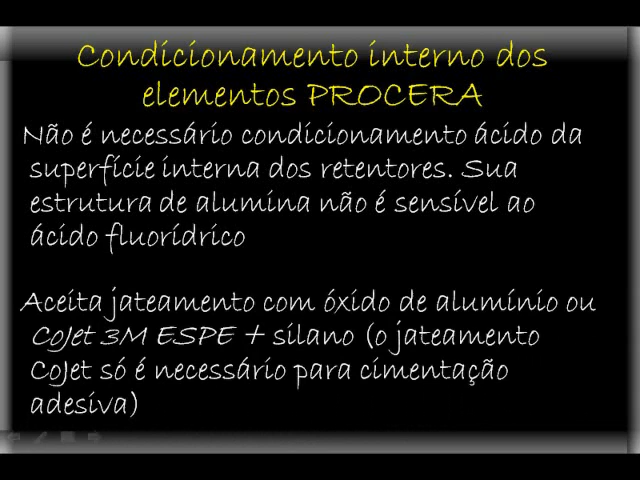 Condicionamento interno dos
elementos PROCERA
Não é necessário condicionamento ácido da
superfície interna dos retentores. Sua
estrutura de alumina não é sensível ao
ácido fluorídrico
Aceita jateamento com óxido de alumínio ou
CoJet 3M ESPE + silano (o jateamento
CoJet só é necessário para cimentação
adesiva)